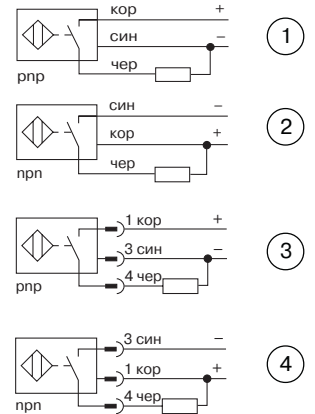 кор +
син −
1
чер
pnp
син −
2
кор +
чер
npn
1 кор +
3 син −
3
4 чер
pnp
3 син −
4
1 кор +
4 чер
npn